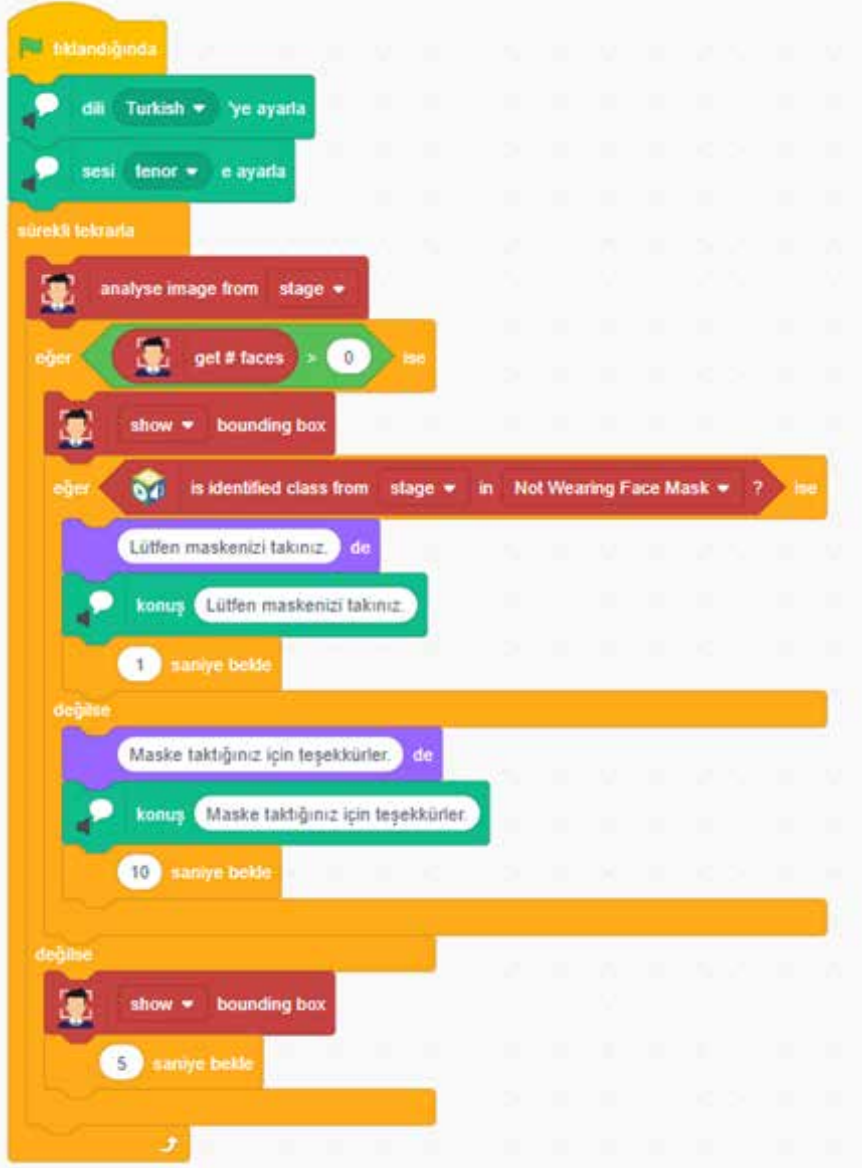 tıklandığında
dili Turkish 'ye ayarla
sesi tenor e ayarla
sürekli tekrarla
analyse image from stage
eğer get # faces > 0 ise
show bounding box
eğer is identified class from stage in Not Wearing Face Mask ? ise
Lütfen maskenizi takınız. de
konuş Lütfen maskenizi takınız.
1 saniye bekle
değilse
Maske taktığınız için teşekkürler. de
konuş Maske taktığınız için teşekkürler.
10 saniye bekle
değilse
show bounding box
5 saniye bekle